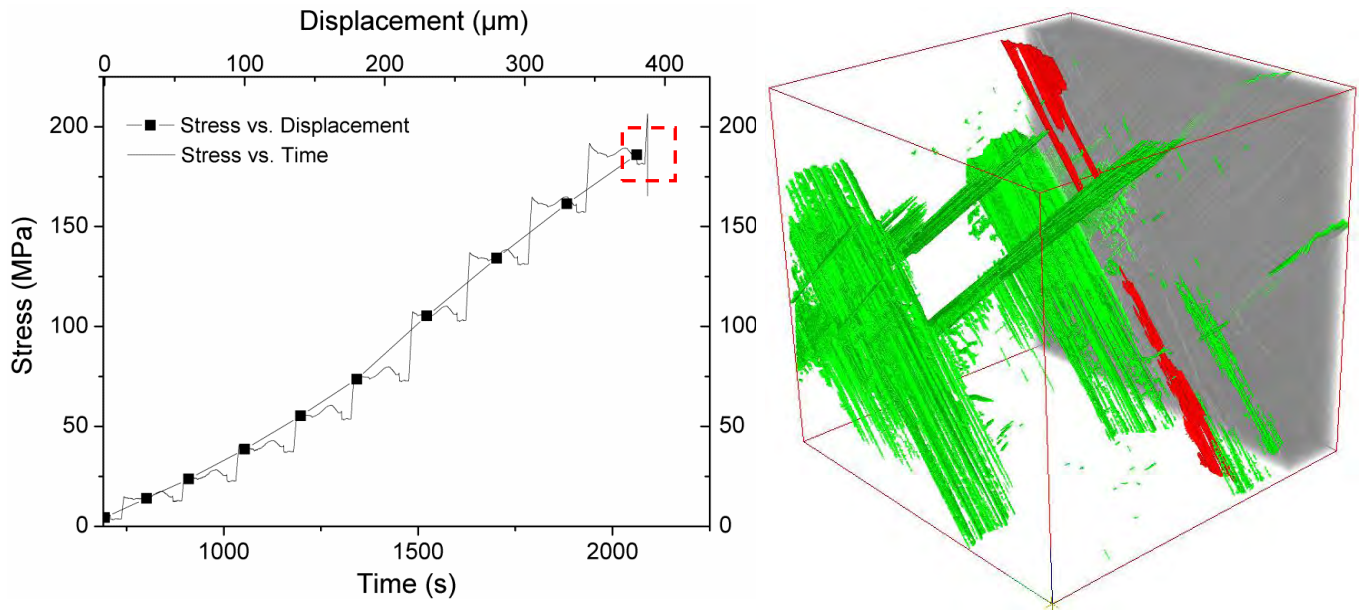 Displacement (µm)
0 100 200 300 400
200
150
100
50
0
Stress (MPa)
Stress vs. Displacement
Stress vs. Time
200
150
100
50
0
1000 1500 2000
Time (s)